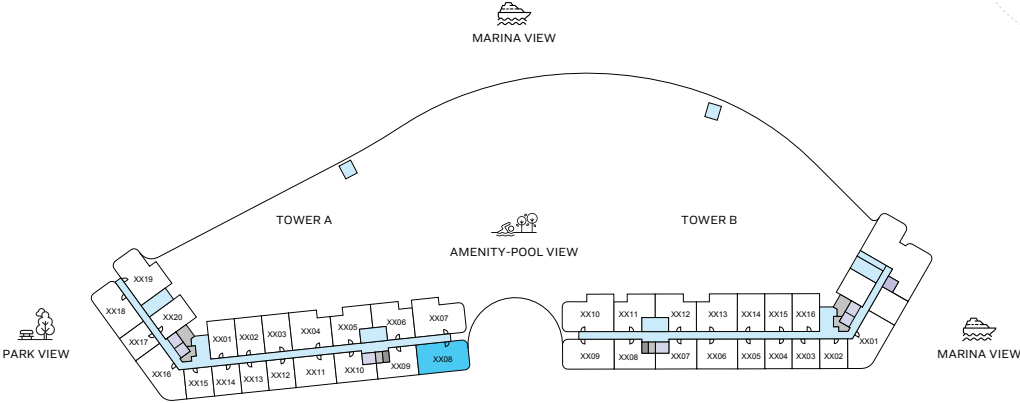 MARINA VIEW
TOWER A
TOWER B
AMENITY-POOL VIEW
PARK VIEW
MARINA VIEW
XX19
XX18
XX20
XX17
XX16
XX01
XX02
XX03
XX04
XX05
XX06
XX07
XX15
XX14
XX13
XX12
XX11
XX10
XX09
XX08
XX10
XX11
XX12
XX13
XX14
XX15
XX16
XX01
XX09
XX08
XX07
XX06
XX05
XX04
XX03
XX02